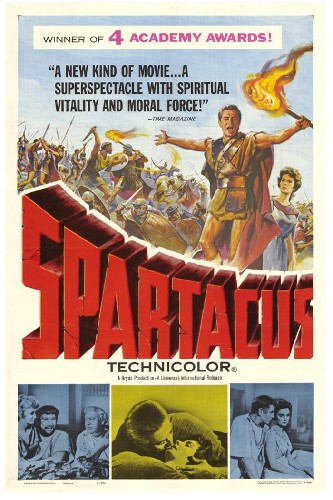 WINNER OF 4 ACADEMY AWARDS!
"A NEW KIND OF MOVIE...A
SUPERSPECTACLE WITH SPIRITUAL
VITALITY AND MORAL FORCE!"
—TIME MAGAZINE
SPARTACUS
TECHNICOLOR®
A Bryna Production • A Universal-International Release